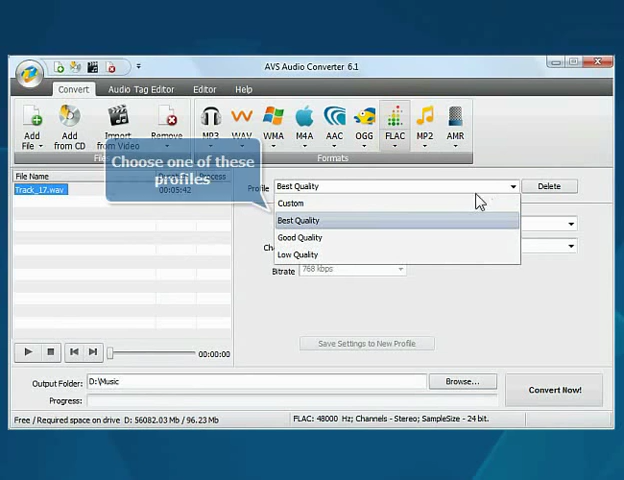 AVS Audio Converter 6.1
Convert Audio Tag Editor Editor Help
Add File
Add from CD
Import from Video
Remove
MP3 WAV WMA M4A AAC OGG FLAC MP2 AMR
Formats
Choose one of these profiles
File Name Process
Track_17.wav 00:05:42
Profile Best Quality Delete
Custom
Best Quality
Good Quality
Low Quality
Bitrate 768 kbps
Save Settings to New Profile
00:00:00
Output Folder: D:\Music Browse... Convert Now!
Progress:
Free / Required space on drive D: 56082.03 Mb / 96.23 Mb FLAC: 48000 Hz; Channels - Stereo; SampleSize - 24 bit.